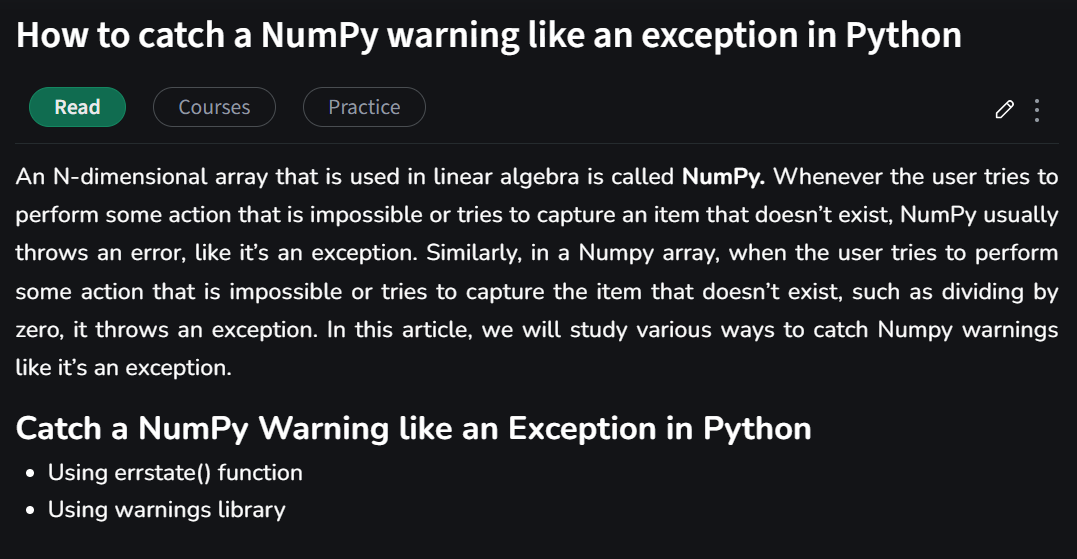 How to catch a NumPy warning like an exception in Python
Read
Courses
Practice
An N-dimensional array that is used in linear algebra is called NumPy. Whenever the user tries to
perform some action that is impossible or tries to capture an item that doesn’t exist, NumPy usually
throws an error, like it’s an exception. Similarly, in a Numpy array, when the user tries to perform
some action that is impossible or tries to capture the item that doesn’t exist, such as dividing by
zero, it throws an exception. In this article, we will study various ways to catch Numpy warnings
like it’s an exception.
Catch a NumPy Warning like an Exception in Python
• Using errstate() function
• Using warnings library